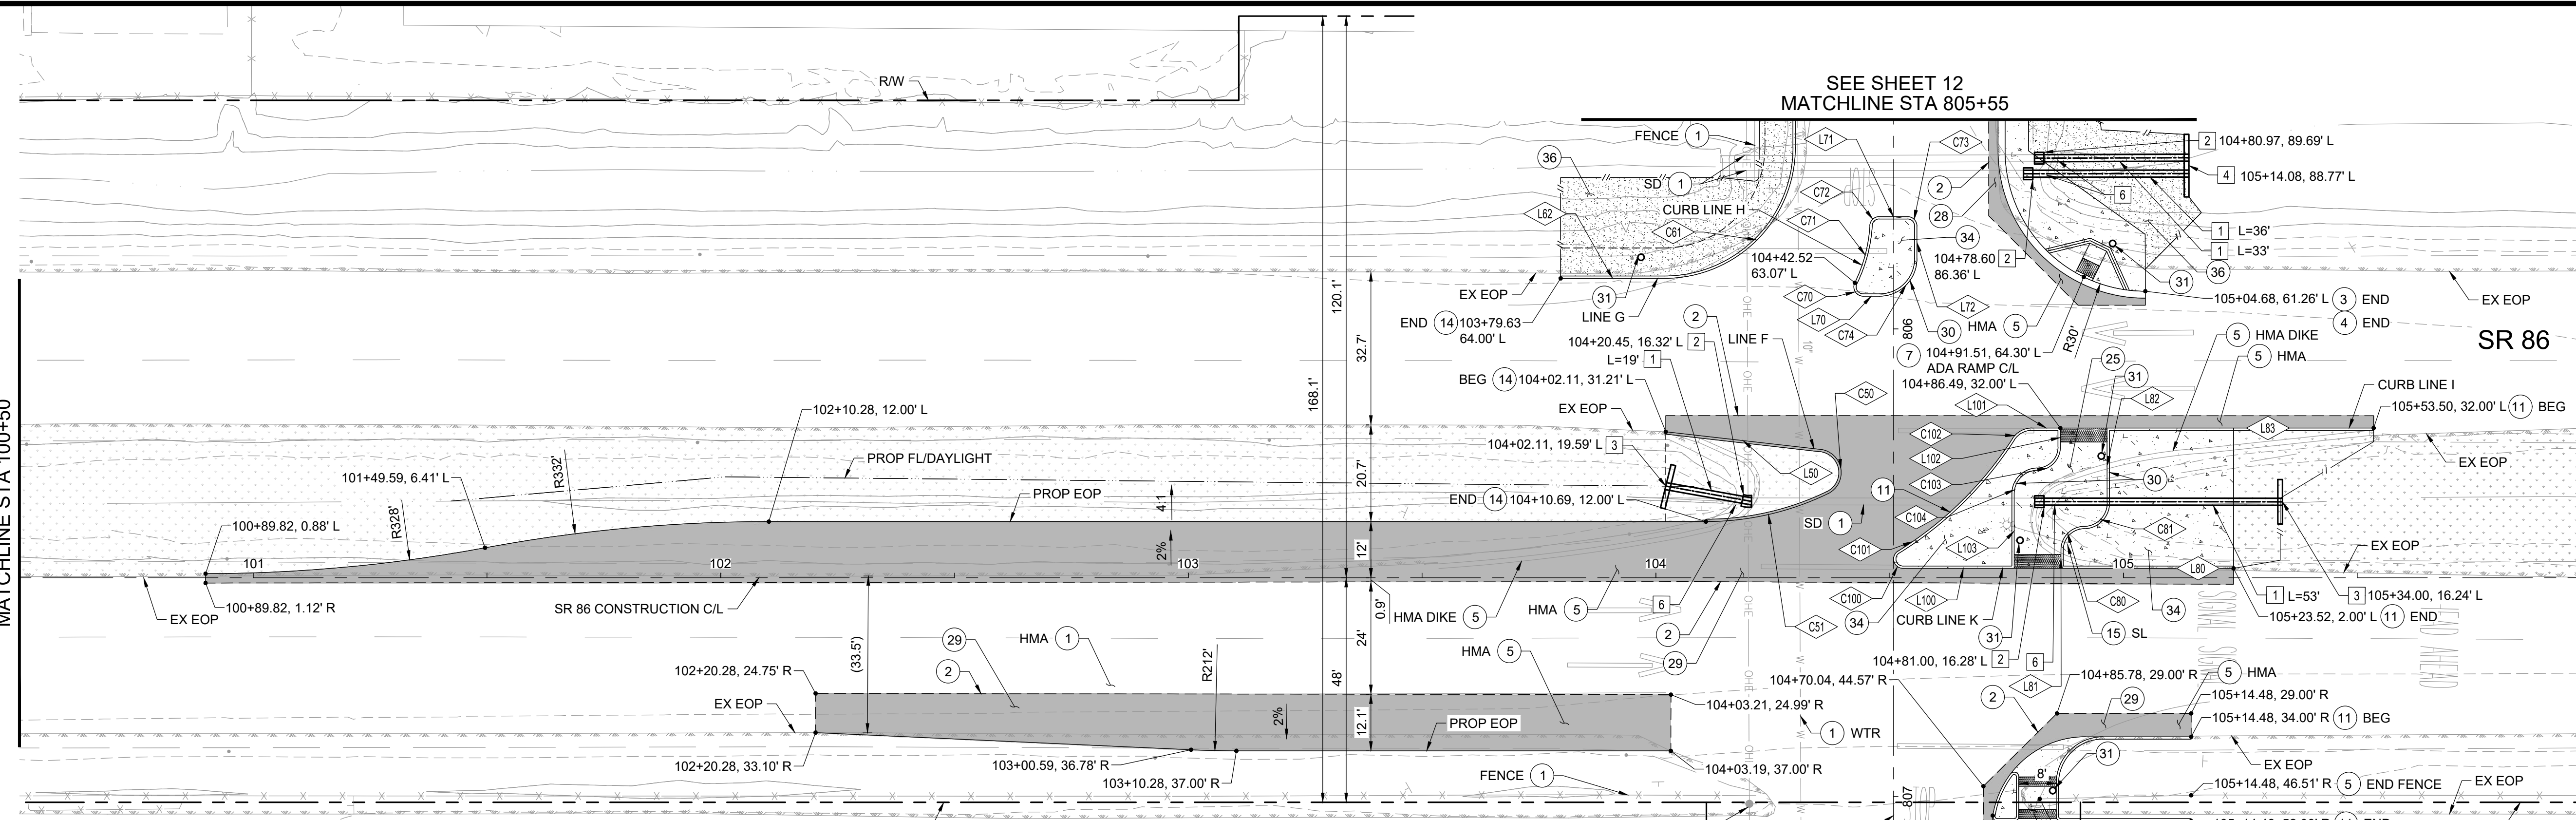 SEE SHEET 12
MATCHLINE STA 805+55
R/W
FENCE 1
L71
C73
2 104+80.97, 89.69' L
36
SD 1
C72
2
4 105+14.08, 88.77' L
6
L62
CURB LINE H
C71
28
C61
34
1 L=36'
104+42.52
63.07' L
104+78.60 2
86.36' L
1 L=33'
36
31
EX EOP
31
C70
L72
105+04.68, 61.26' L 3 END
EX EOP
END 14 103+79.63
64.00' L
LINE G
L70
C74
30
HMA 5
4 END
120.1'
32.7'
OHE
806
2
R30'
5 HMA DIKE
SR 86
104+20.45, 16.32' L 2
LINE F
10" W
7 104+91.51, 64.30' L
ADA RAMP C/L
25
5 HMA
L=19' 1
104+86.49, 32.00' L
31
CURB LINE I
BEG 14 104+02.11, 31.21' L
C50
L101
L82
105+53.50, 32.00' L 11 BEG
168.1'
102+10.28, 12.00' L
EX EOP
OHE
W
C102
L83
104+02.11, 19.59' L 3
L102
EX EOP
MATCHLINE STA 100+50
PROP FL/DAYLIGHT
20.7'
L50
C103
30
101+49.59, 6.41' L
R332'
PROP EOP
4:1
END 14 104+10.69, 12.00' L
11
R328'
SD 1
C104
C81
100+89.82, 0.88' L
2%
12'
C101
L103
EX EOP
101
102
103
104
105
L80
100+89.82, 1.12' R
SR 86 CONSTRUCTION C/L
EX EOP
HMA DIKE 5
0.9'
HMA 5
6
2
OHE
C51
C100
34
L100
CURB LINE K
31
C80
34
15 SL
1 L=53'
3 105+34.00, 16.24' L
105+23.52, 2.00' L 11 END
29
HMA 1
(33.5')
24'
HMA 5
29
W
104+81.00, 16.28' L 2
6
102+20.28, 24.75' R
2
R212'
48'
OHE
104+70.04, 44.57' R
L81
104+85.78, 29.00' R
5 HMA
EX EOP
2%
12.1'
PROP EOP
104+03.21, 24.99' R
2
29
105+14.48, 29.00' R
105+14.48, 34.00' R 11 BEG
1 WTR
102+20.28, 33.10' R
103+00.59, 36.78' R
103+10.28, 37.00' R
104+03.19, 37.00' R
31
EX EOP
FENCE 1
8'
807
105+14.48, 46.51' R 5 END FENCE
EX EOP